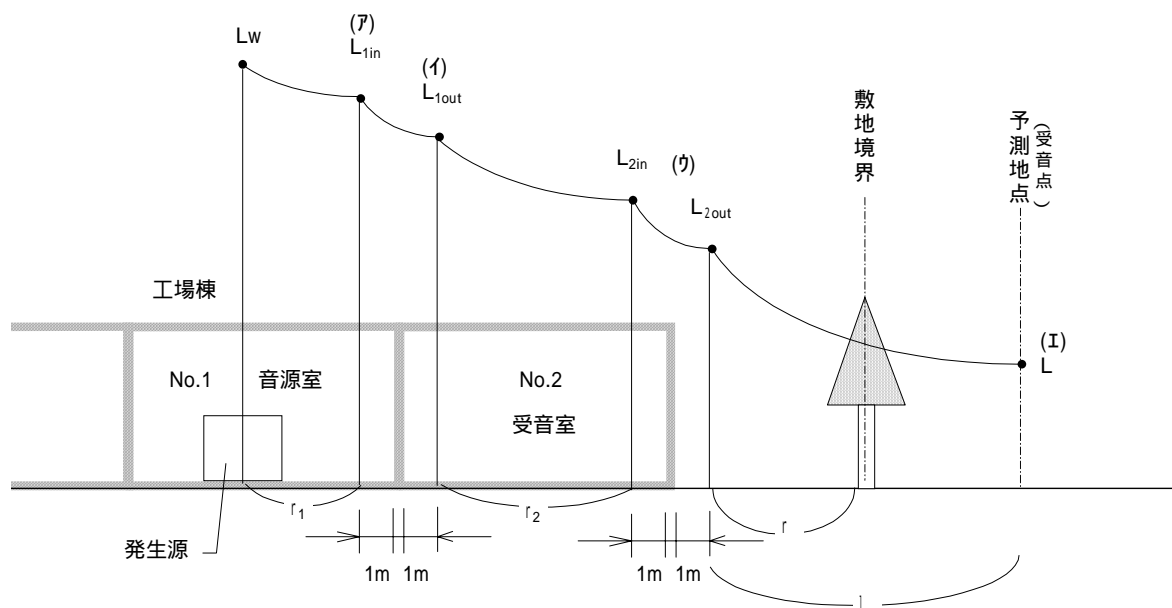 Lw
(ア)
L1in
(イ)
L1out
L2in
(ウ)
L2out
敷地境界
予測地点
(受音点)
(エ)
L
工場棟
No.1
音源室
No.2
受音室
発生源
r1
r2
r
1m
1m
1m
1m